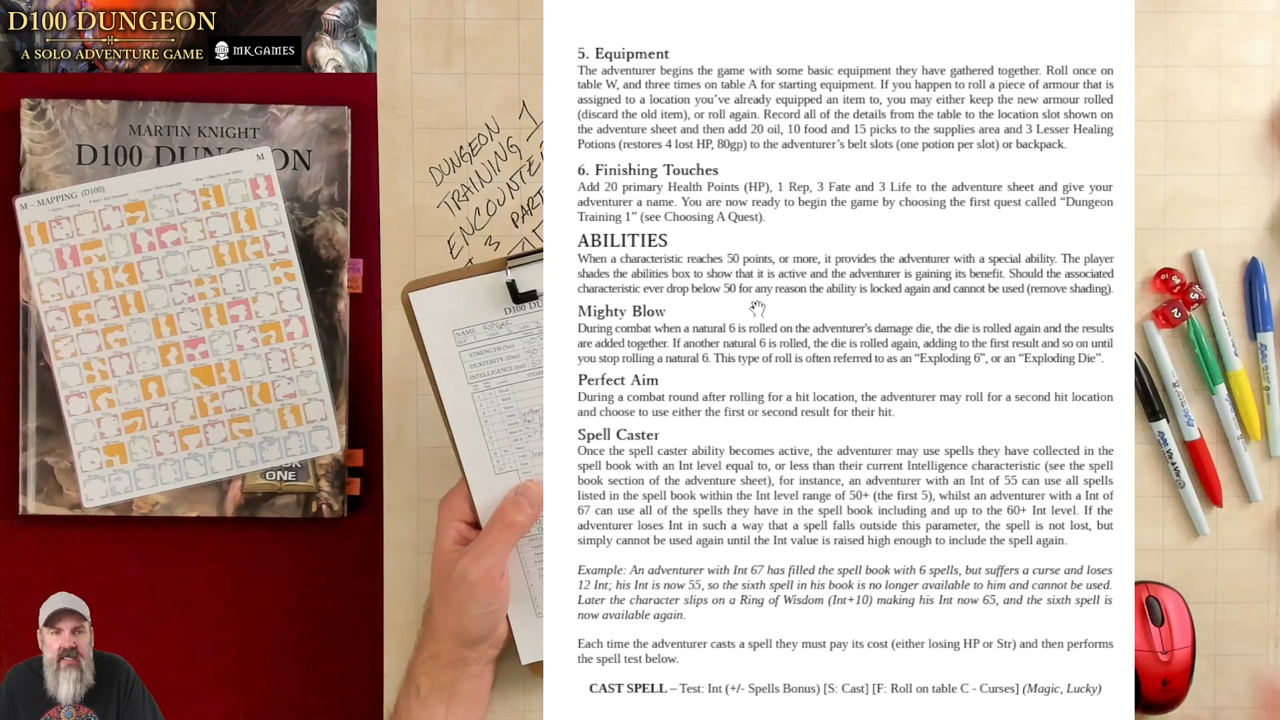 D100 DUNGEON
A SOLO ADVENTURE GAME
MK GAMES
MARTIN KNIGHT
D100 DUNGEON
M
M – MAPPING (D100)
ONE
DUNGEON
TRAINING 1
ENCOUNTE
3 PART
D100 DU
NAME
STRENGTH (Str)
DEXTERITY (Dex)
INTELLIGENCE (Int)
5. Equipment
The adventurer begins the game with some basic equipment they have gathered together. Roll once on
table W, and three times on table A for starting equipment. If you happen to roll a piece of armour that is
assigned to a location you’ve already equipped an item to, you may either keep the new armour rolled
(discard the old item), or roll again. Record all of the details from the table to the location slot shown on
the adventure sheet and then add 20 oil, 10 food and 15 picks to the supplies area and 3 Lesser Healing
Potions (restores 4 lost HP, 80gp) to the adventurer’s belt slots (one potion per slot) or backpack.
6. Finishing Touches
Add 20 primary Health Points (HP), 1 Rep, 3 Fate and 3 Life to the adventure sheet and give your
adventurer a name. You are now ready to begin the game by choosing the first quest called “Dungeon
Training 1” (see Choosing A Quest).
ABILITIES
When a characteristic reaches 50 points, or more, it provides the adventurer with a special ability. The player
shades the abilities box to show that it is active and the adventurer is gaining its benefit. Should the associated
characteristic ever drop below 50 for any reason the ability is locked again and cannot be used (remove shading).
Mighty Blow
During combat when a natural 6 is rolled on the adventurer's damage die, the die is rolled again and the results
are added together. If another natural 6 is rolled, the die is rolled again, adding to the first result and so on until
you stop rolling a natural 6. This type of roll is often referred to as an “Exploding 6”, or an “Exploding Die”.
Perfect Aim
During a combat round after rolling for a hit location, the adventurer may roll for a second hit location
and choose to use either the first or second result for their hit.
Spell Caster
Once the spell caster ability becomes active, the adventurer may use spells they have collected in the
spell book with an Int level equal to, or less than their current Intelligence characteristic (see the spell
book section of the adventure sheet), for instance, an adventurer with an Int of 55 can use all spells
listed in the spell book within the Int level range of 50+ (the first 5), whilst an adventurer with a Int of
67 can use all of the spells they have in the spell book including and up to the 60+ Int level. If the
adventurer loses Int in such a way that a spell falls outside this parameter, the spell is not lost, but
simply cannot be used again until the Int value is raised high enough to include the spell again.
Example: An adventurer with Int 67 has filled the spell book with 6 spells, but suffers a curse and loses
12 Int; his Int is now 55, so the sixth spell in his book is no longer available to him and cannot be used.
Later the character slips on a Ring of Wisdom (Int+10) making his Int now 65, and the sixth spell is
now available again.
Each time the adventurer casts a spell they must pay its cost (either losing HP or Str) and then performs
the spell test below.
CAST SPELL – Test: Int (+/- Spells Bonus) [S: Cast] [F: Roll on table C - Curses] (Magic, Lucky)